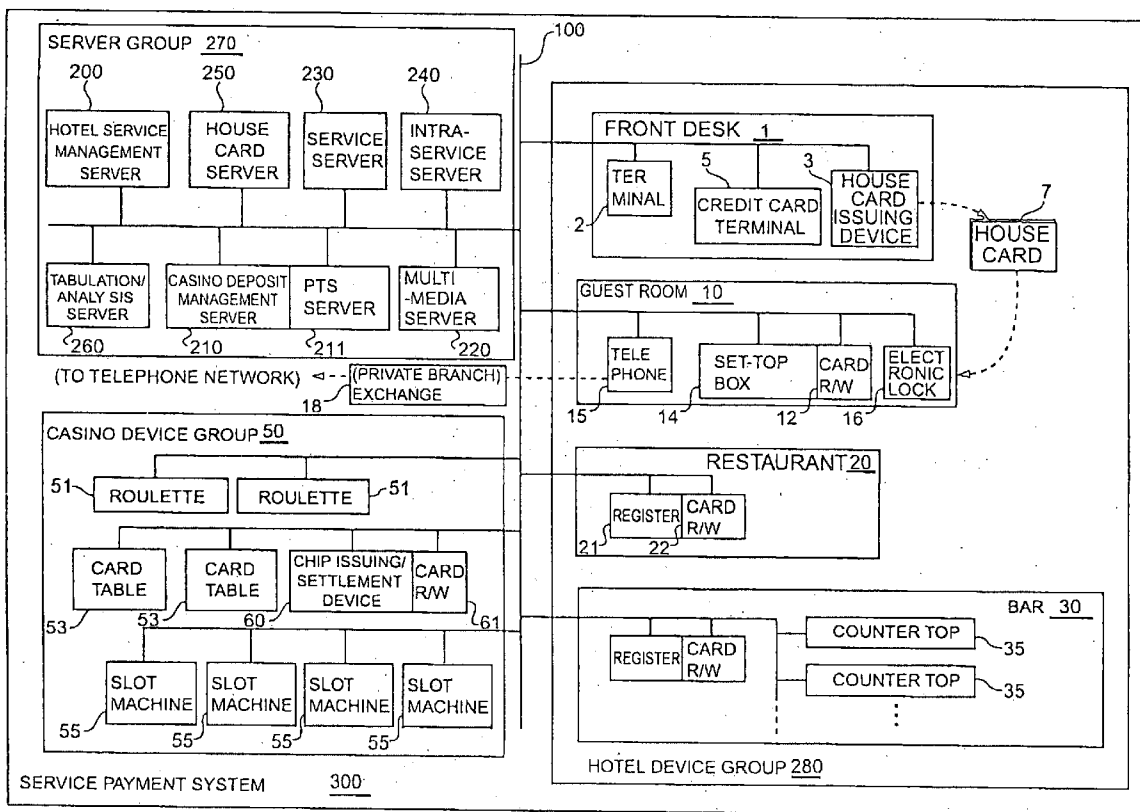 100
SERVER GROUP 270
200
250
230
240
HOTEL SERVICE
MANAGEMENT
SERVER
HOUSE
CARD
SERVER
SERVICE
SERVER
INTRA-
SERVICE
SERVER
TABULATION/
ANALY SIS
SERVER
CASINO DEPOSIT
MANAGEMENT
SERVER
PTS
SERVER
MULTI
-MEDIA
SERVER
260
210
211
220
(TO TELEPHONE NETWORK)
(PRIVATE BRANCH)
EXCHANGE
18
CASINO DEVICE GROUP 50
51
ROULETTE
ROULETTE
51
CARD
TABLE
CARD
TABLE
CHIP ISSUING/
SETTLEMENT
DEVICE
CARD
R/W
53
53
60
61
SLOT
MACHINE
SLOT
MACHINE
SLOT
MACHINE
SLOT
MACHINE
55
55
55
55
SERVICE PAYMENT SYSTEM 300
FRONT DESK 1
TER
MINAL
2
5
CREDIT CARD
TERMINAL
3
HOUSE
CARD
ISSUING
DEVICE
7
HOUSE
CARD
GUEST ROOM 10
TELE
PHONE
SET-TOP
BOX
CARD
R/W
ELECT
RONIC
LOCK
15
14
12
16
RESTAURANT 20
REGISTER
CARD
R/W
21
22
BAR 30
REGISTER
CARD
R/W
COUNTER TOP
35
COUNTER TOP
35
HOTEL DEVICE GROUP 280